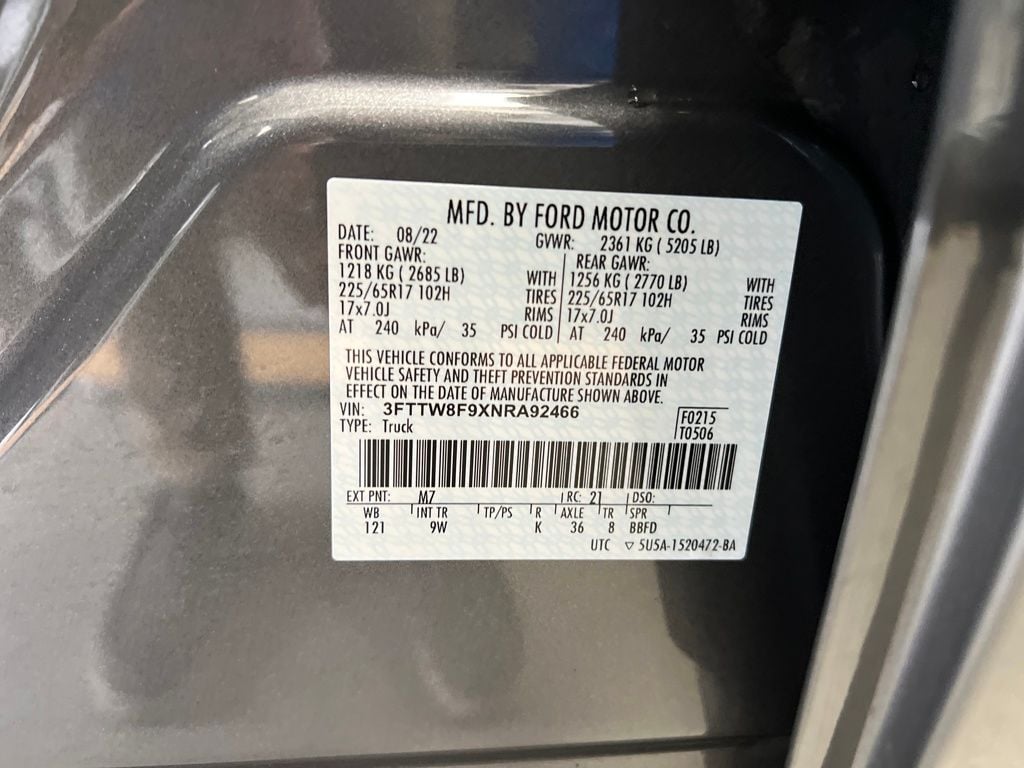 MFD. BY FORD MOTOR CO.
DATE: 08/22 GVWR: 2361 KG ( 5205 LB)
FRONT GAWR: REAR GAWR:
1218 KG ( 2685 LB) WITH 1256 KG ( 2770 LB) WITH
225/65R17 102H TIRES 225/65R17 102H TIRES
17x7.0J RIMS 17x7.0J RIMS
AT 240 kPa/ 35 PSI COLD AT 240 kPa/ 35 PSI COLD
THIS VEHICLE CONFORMS TO ALL APPLICABLE FEDERAL MOTOR
VEHICLE SAFETY AND THEFT PREVENTION STANDARDS IN
EFFECT ON THE DATE OF MANUFACTURE SHOWN ABOVE.
VIN: 3FTTW8F9XNRA92466 F0215
TYPE: Truck T0506
EXT PNT: M7 RC: 21 DSO:
WB INT TR TP/PS R AXLE TR SPR
121 9W K 36 8 BBFD
UTC ▽ 5U5A-1520472-BA